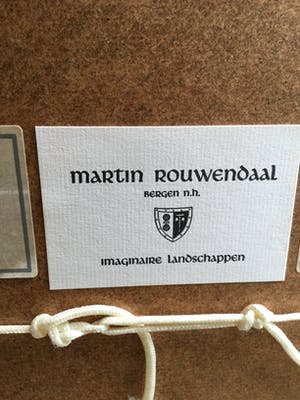 martin rouwendaal
Bergen n.h.
imaginaire landschappen